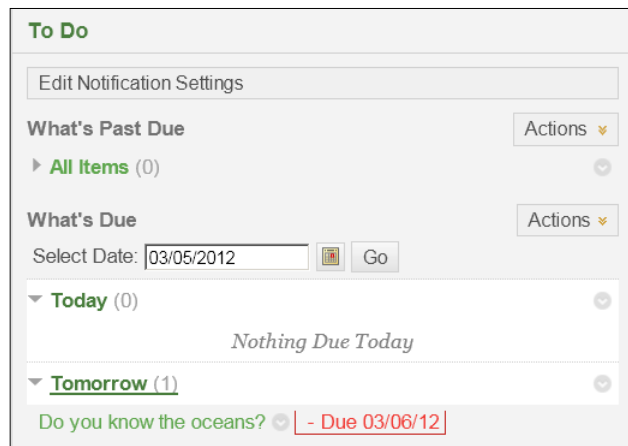 To Do
Edit Notification Settings
What's Past Due Actions
All Items (0)
What's Due Actions
Select Date: 03/05/2012 Go
Today (0)
Nothing Due Today
Tomorrow (1)
Do you know the oceans? - Due 03/06/12